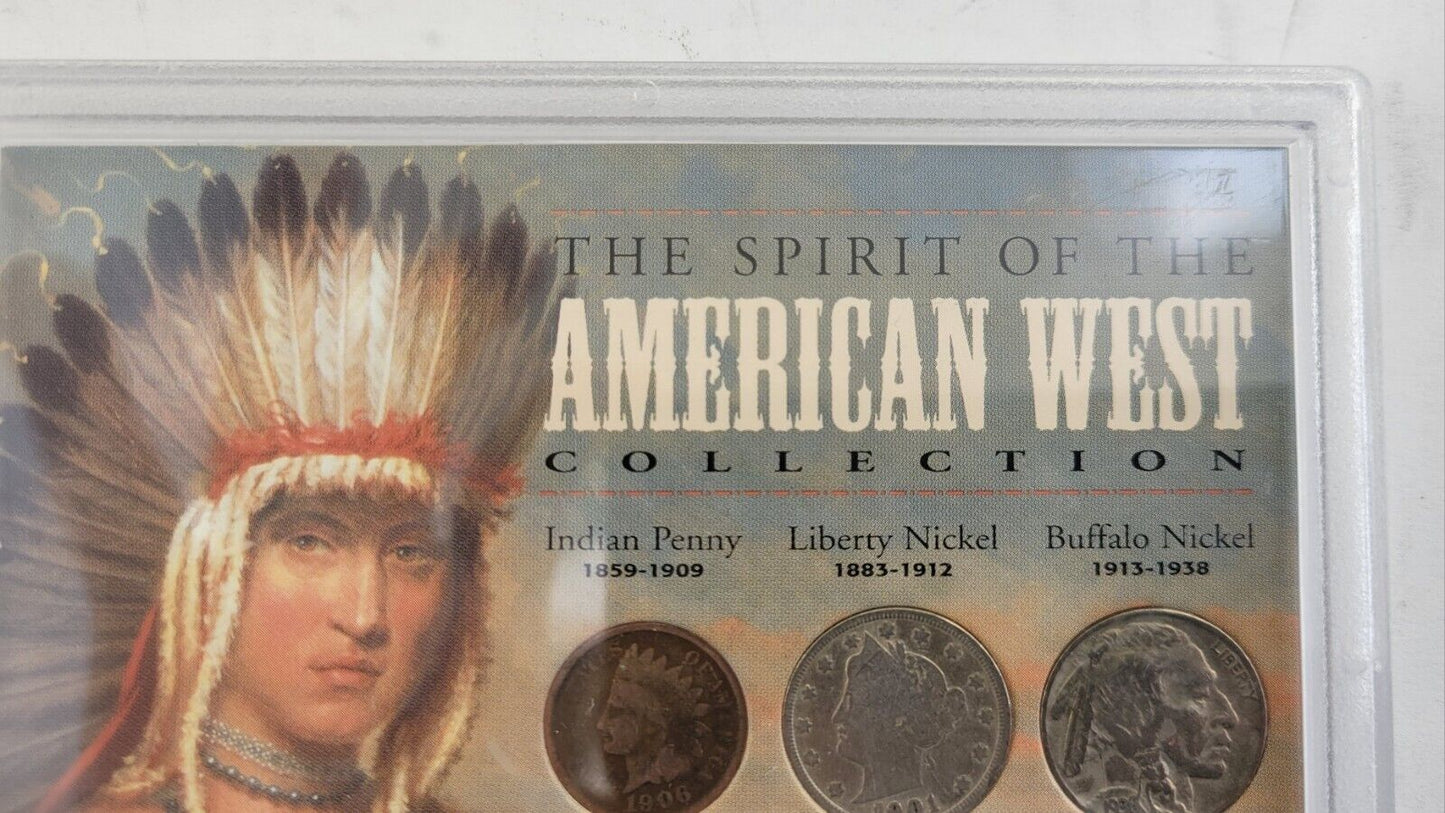 THE SPIRIT OF THE
AMERICAN WEST
COLLECTION
Indian Penny Liberty Nickel Buffalo Nickel
1859-1909 1883-1912 1913-1938
LIBERTY
1906